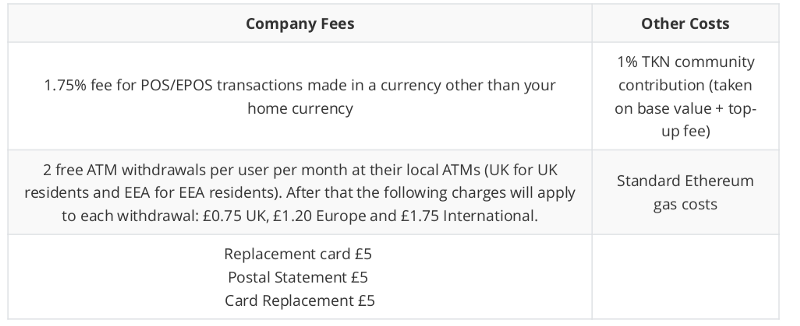 Company Fees
Other Costs
1.75% fee for POS/EPOS transactions made in a currency other than your
home currency
1% TKN community
contribution (taken
on base value + top-
up fee)
2 free ATM withdrawals per user per month at their local ATMs (UK for UK
residents and EEA for EEA residents). After that the following charges will apply
to each withdrawal: £0.75 UK, £1.20 Europe and £1.75 International.
Standard Ethereum
gas costs
Replacement card £5
Postal Statement £5
Card Replacement £5